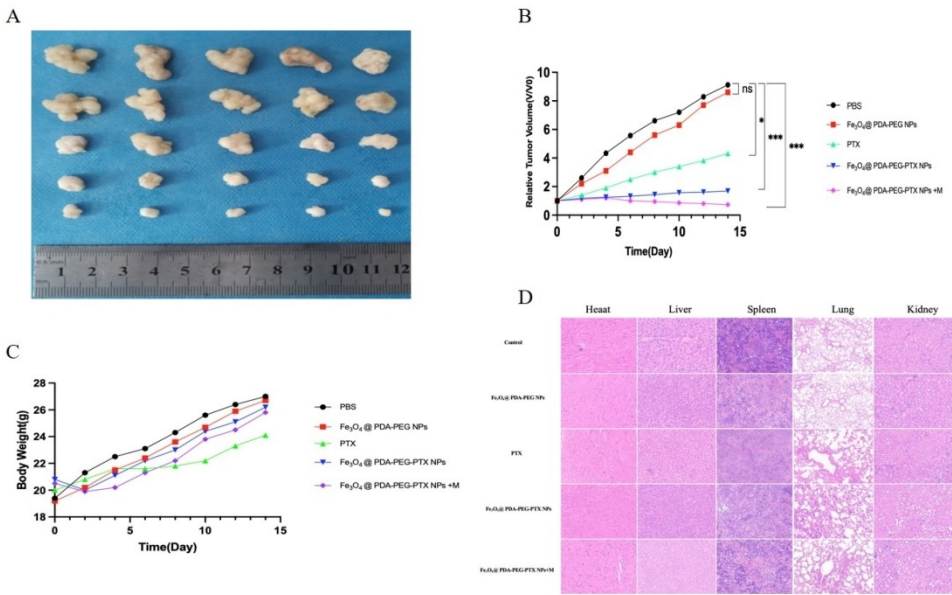 A
1 2 3 4 5 6 7 8 9 10 11 12
B
Relative Tumor Volume(V/V0)
10
8
6
4
2
0
0 5 10 15
Time(Day)
ns
*
***
***
PBS
Fe₃O₄@ PDA-PEG NPs
PTX
Fe₃O₄@ PDA-PEG-PTX NPs
Fe₃O₄@ PDA-PEG-PTX NPs +M
C
Body Weight(g)
28
26
24
22
20
18
0 5 10 15
Time(Day)
PBS
Fe₃O₄ @ PDA-PEG NPs
PTX
Fe₃O₄ @ PDA-PEG-PTX NPs
Fe₃O₄ @ PDA-PEG-PTX NPs +M
D
Heaat Liver Spleen Lung Kidney
Control
Fe₃O₄@ PDA-PEG NPs
PTX
Fe₃O₄@ PDA-PEG-PTX NPs
Fe₃O₄@ PDA-PEG-PTX NPs+M